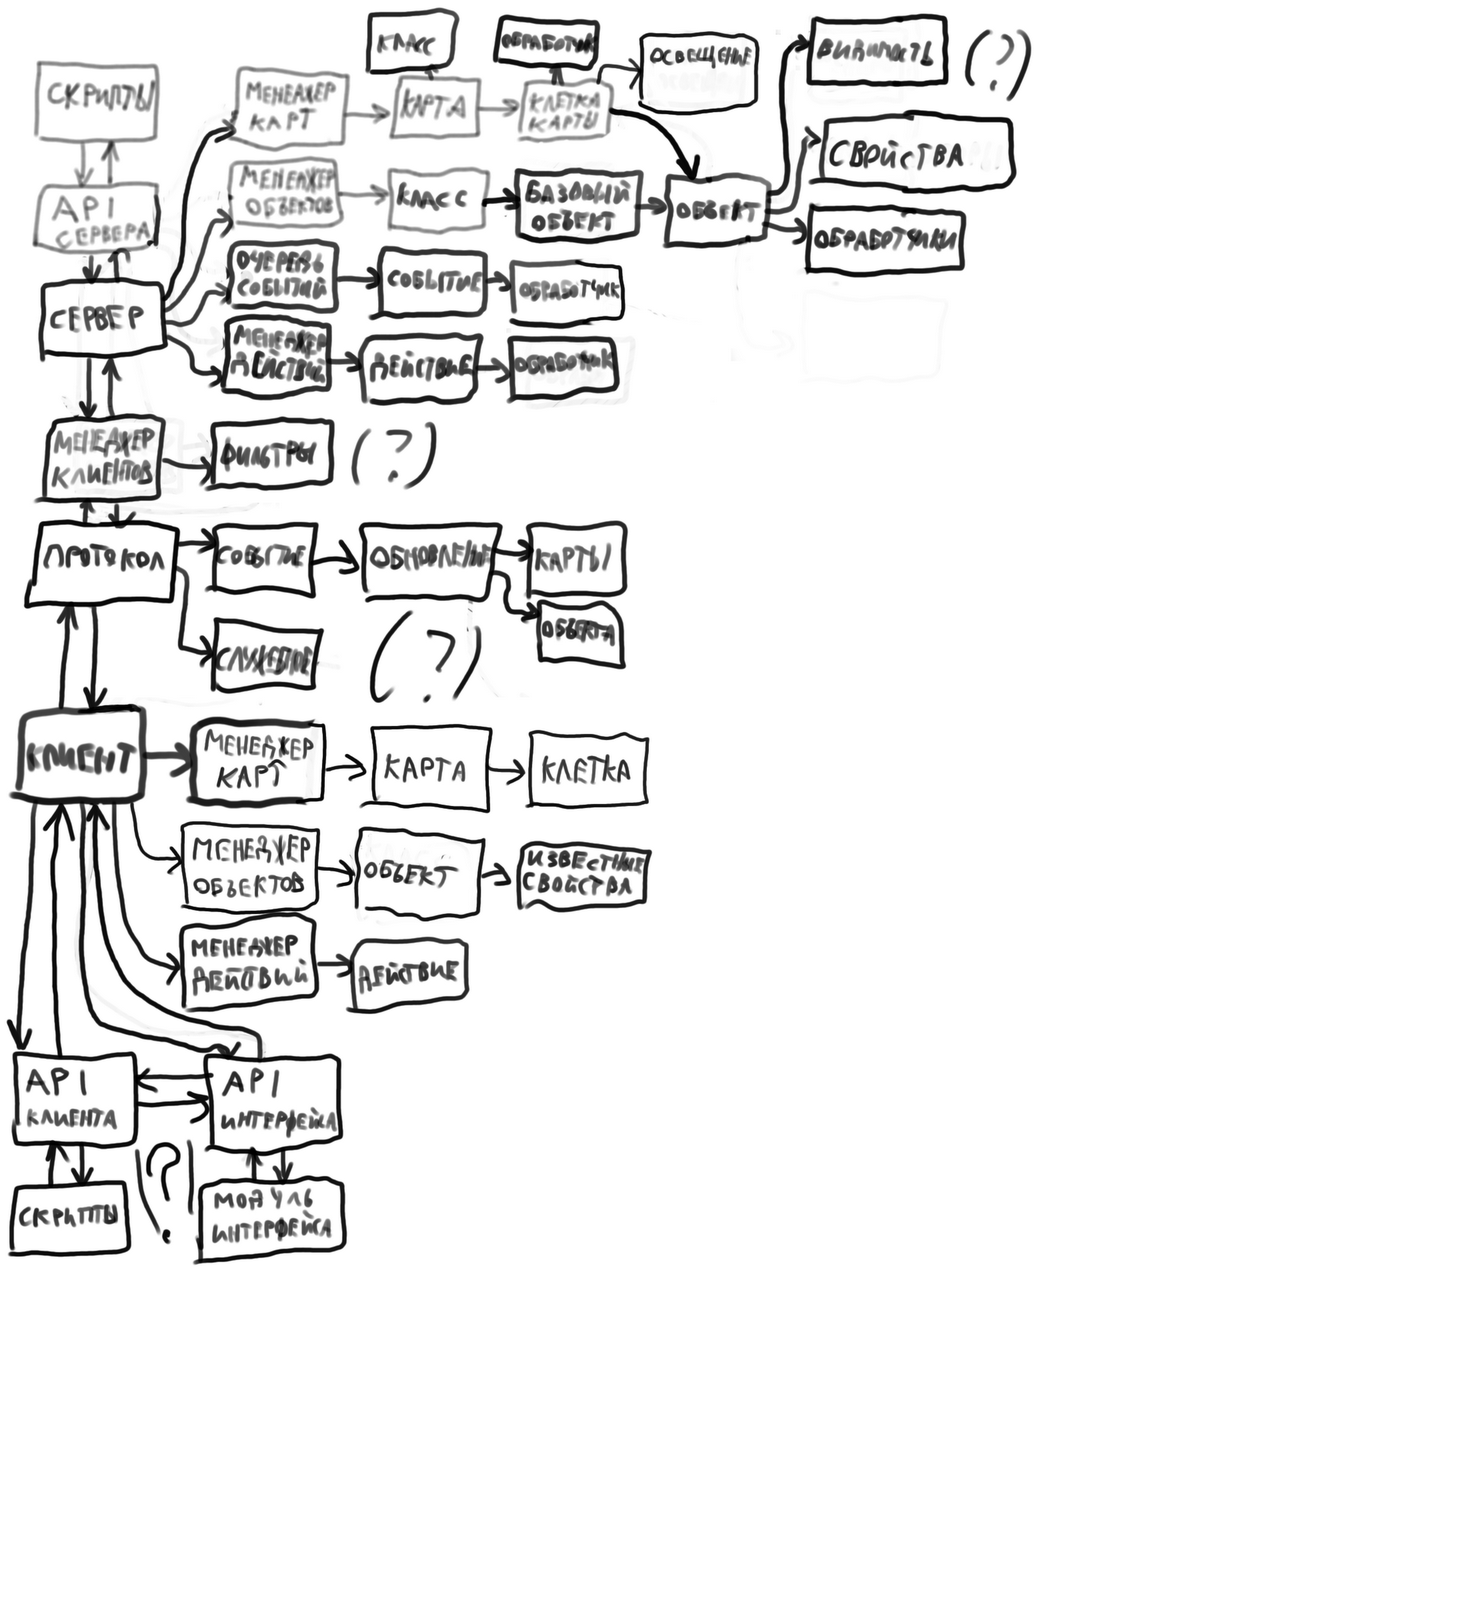 КЛАСС
ОБРАБОТЧИК
ОСВЕЩЕНИЕ
ВИДИМОСТЬ (?)
СКРИПТЫ
МЕНЕДЖЕР
КАРТ
КАРТА
КЛЕТКА
КАРТЫ
СВОЙСТВА
API
СЕРВЕРА
МЕНЕДЖЕР
ОБЪЕКТОВ
КЛАСС
БАЗОВЫЙ
ОБЪЕКТ
ОБЪЕКТ
ОБРАБОТЧИКИ
СЕРВЕР
ОЧЕРЕДЬ
СОБЫТИЙ
СОБЫТИЕ
ОБРАБОТЧИК
МЕНЕДЖЕР
ДЕЙСТВИЙ
ДЕЙСТВИЕ
ОБРАБОТЧИК
МЕНЕДЖЕР
КЛИЕНТОВ
ФИЛЬТРЫ (?)
ПРОТОКОЛ
СОБЫТИЕ
ОБНОВЛЕНИЕ
КАРТЫ
ОБЪЕКТА
СЛУЖЕБНОЕ
(?)
КЛИЕНТ
МЕНЕДЖЕР
КАРТ
КАРТА
КЛЕТКА
МЕНЕДЖЕР
ОБЪЕКТОВ
ОБЪЕКТ
ИЗВЕСТНЫЕ
СВОЙСТВА
МЕНЕДЖЕР
ДЕЙСТВИЙ
ДЕЙСТВИЕ
API
КЛИЕНТА
API
ИНТЕРФЕЙСА
СКРИПТЫ
(?)
МОДУЛЬ
ИНТЕРФЕЙСА